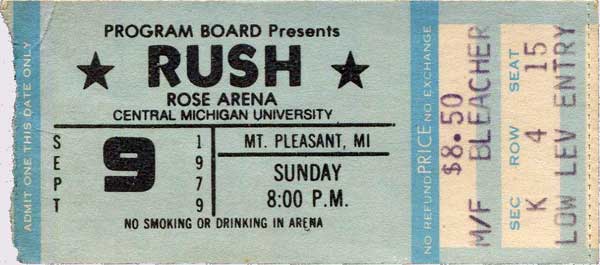 ADMIT ONE THIS DATE ONLY
PROGRAM BOARD Presents
★ RUSH ★
ROSE ARENA
CENTRAL MICHIGAN UNIVERSITY
SEPT
9
1979
MT. PLEASANT, MI
SUNDAY
8:00 P.M.
NO SMOKING OR DRINKING IN ARENA
NO REFUND PRICE NO EXCHANGE
$8.50
M/F BLEACHER
SEC ROW SEAT
K 4 15
LOW LEV ENTRY